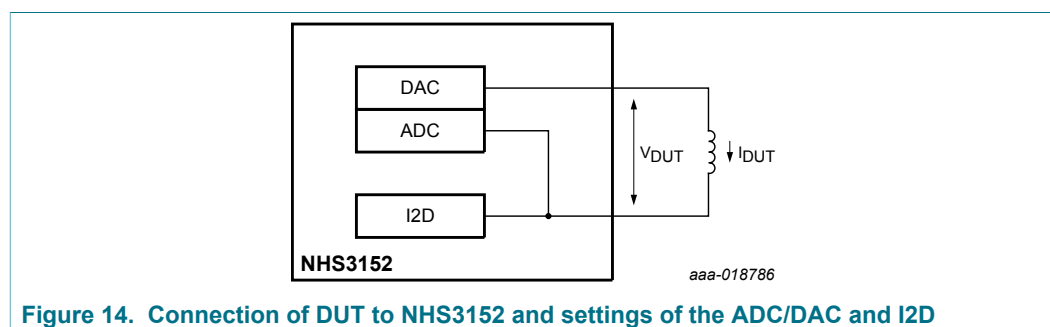 DAC
ADC
VDUT
IDUT
I2D
NHS3152
aaa-018786
Figure 14. Connection of DUT to NHS3152 and settings of the ADC/DAC and I2D